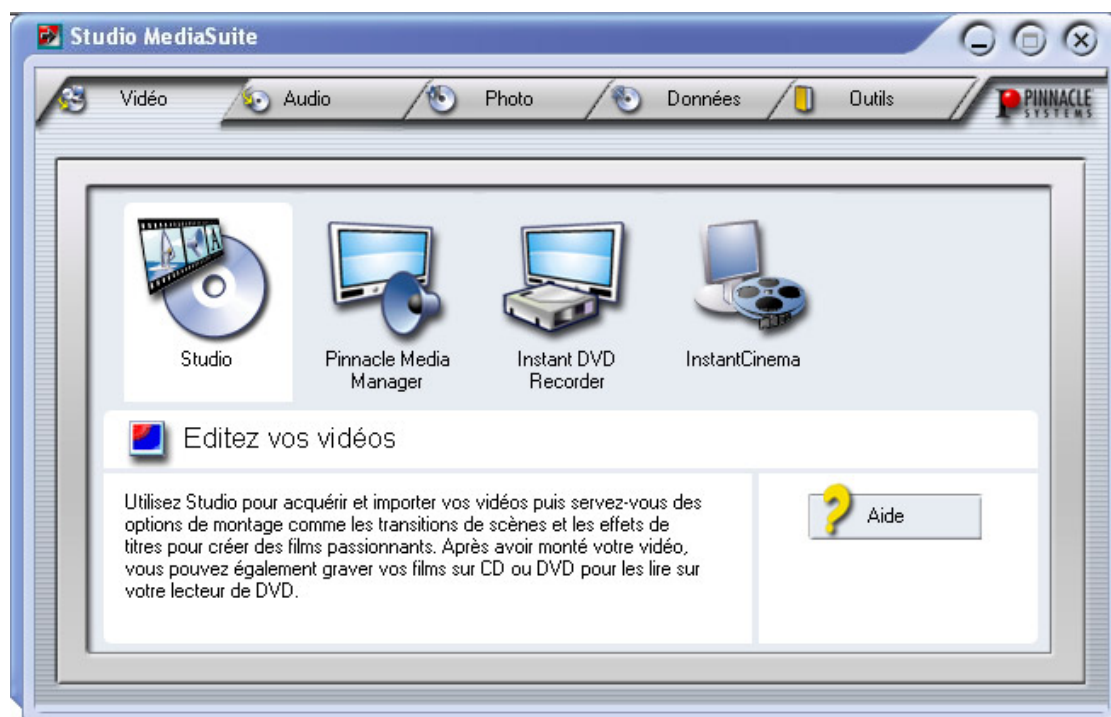 Studio MediaSuite
Vidéo Audio Photo Données Outils
PINNACLE
SYSTEMS
A
Studio
Pinnacle Media
Manager
Instant DVD
Recorder
InstantCinema
Editez vos vidéos
Utilisez Studio pour acquérir et importer vos vidéos puis servez-vous des
options de montage comme les transitions de scènes et les effets de
titres pour créer des films passionnants. Après avoir monté votre vidéo,
vous pouvez également graver vos films sur CD ou DVD pour les lire sur
votre lecteur de DVD.
? Aide